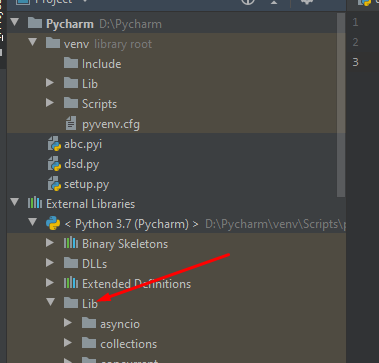 Project
Pycharm D:\Pycharm
1
venv library root
2
Include
3
Lib
Scripts
pyvenv.cfg
abc.pyi
dsd.py
setup.py
External Libraries
< Python 3.7 (Pycharm) > D:\Pycharm\venv\Scripts\
Binary Skeletons
DLLs
Extended Definitions
Lib
asyncio
collections
concurrent